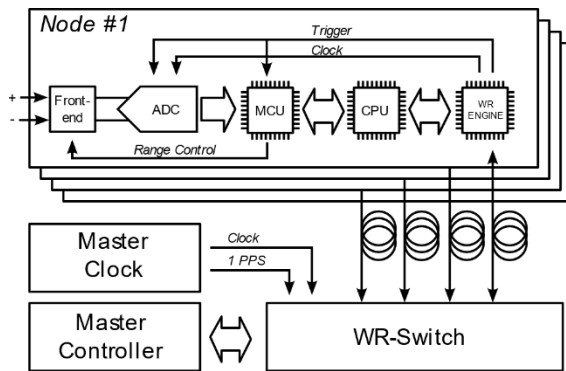 Node #1
Trigger
Clock
+
-
Front-
end
ADC
MCU
CPU
WR
ENGINE
Range Control
Master
Clock
Clock
1 PPS
Master
Controller
WR-Switch